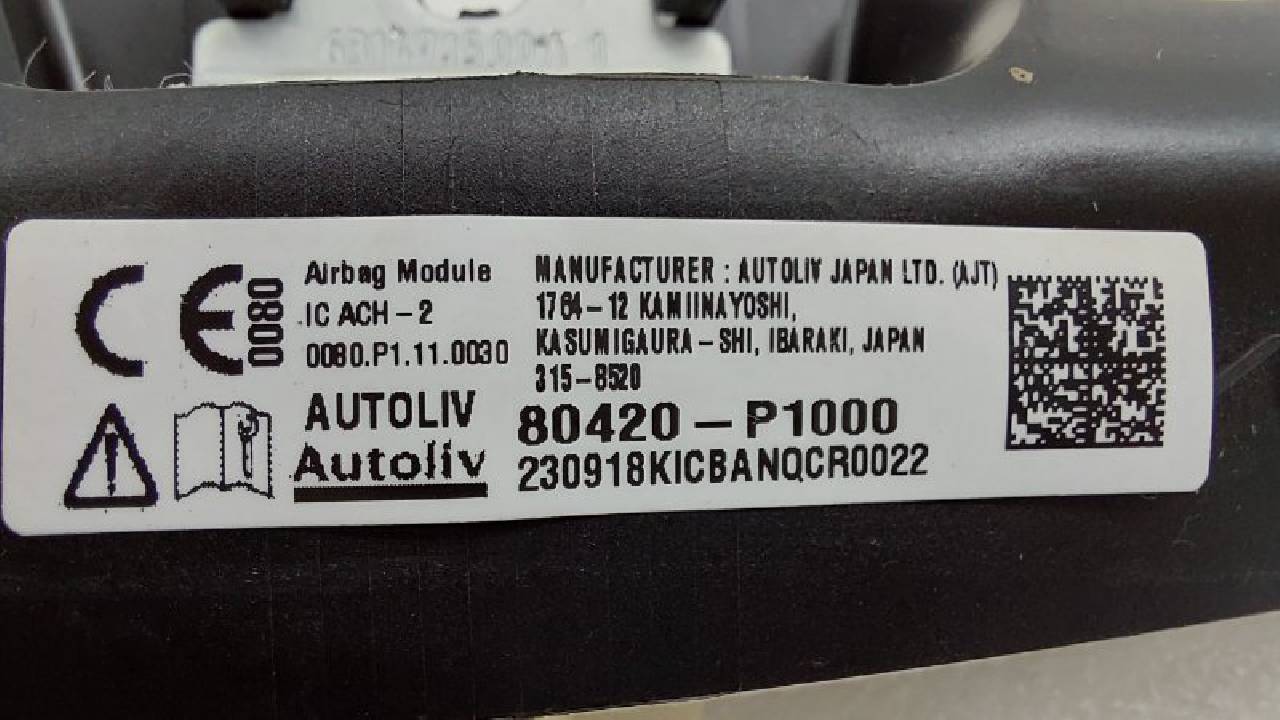 CE 0080
Airbag Module
IC ACH-2
0080.P1.11.0030
AUTOLIV
Autoliv
MANUFACTURER : AUTOLIV JAPAN LTD. (AJT)
1764-12 KAMIINAYOSHI,
KASUMIGAURA-SHI, IBARAKI, JAPAN
315-8520
80420-P1000
230918KICBANQCR0022